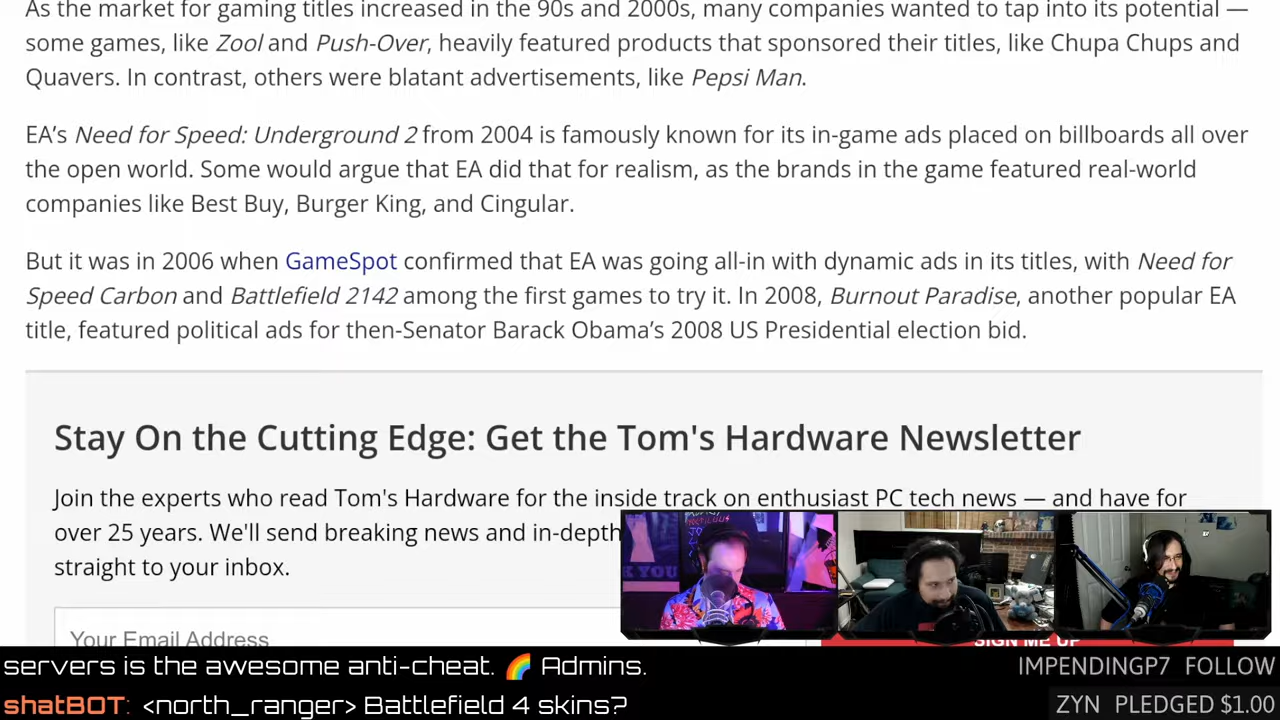 As the market for gaming titles increased in the 90s and 2000s, many companies wanted to tap into its potential —
some games, like Zool and Push-Over, heavily featured products that sponsored their titles, like Chupa Chups and
Quavers. In contrast, others were blatant advertisements, like Pepsi Man.
EA’s Need for Speed: Underground 2 from 2004 is famously known for its in-game ads placed on billboards all over
the open world. Some would argue that EA did that for realism, as the brands in the game featured real-world
companies like Best Buy, Burger King, and Cingular.
But it was in 2006 when GameSpot confirmed that EA was going all-in with dynamic ads in its titles, with Need for
Speed Carbon and Battlefield 2142 among the first games to try it. In 2008, Burnout Paradise, another popular EA
title, featured political ads for then-Senator Barack Obama’s 2008 US Presidential election bid.
Stay On the Cutting Edge: Get the Tom's Hardware Newsletter
Join the experts who read Tom's Hardware for the inside track on enthusiast PC tech news — and have for
over 25 years. We'll send breaking news and in-depth
straight to your inbox.
Your Email Address
SIGN ME UP
servers is the awesome anti-cheat. 🌈 Admins.
IMPENDINGP7 FOLLOW
shatBOT: <north_ranger> Battlefield 4 skins?
ZYN PLEDGED $1.00